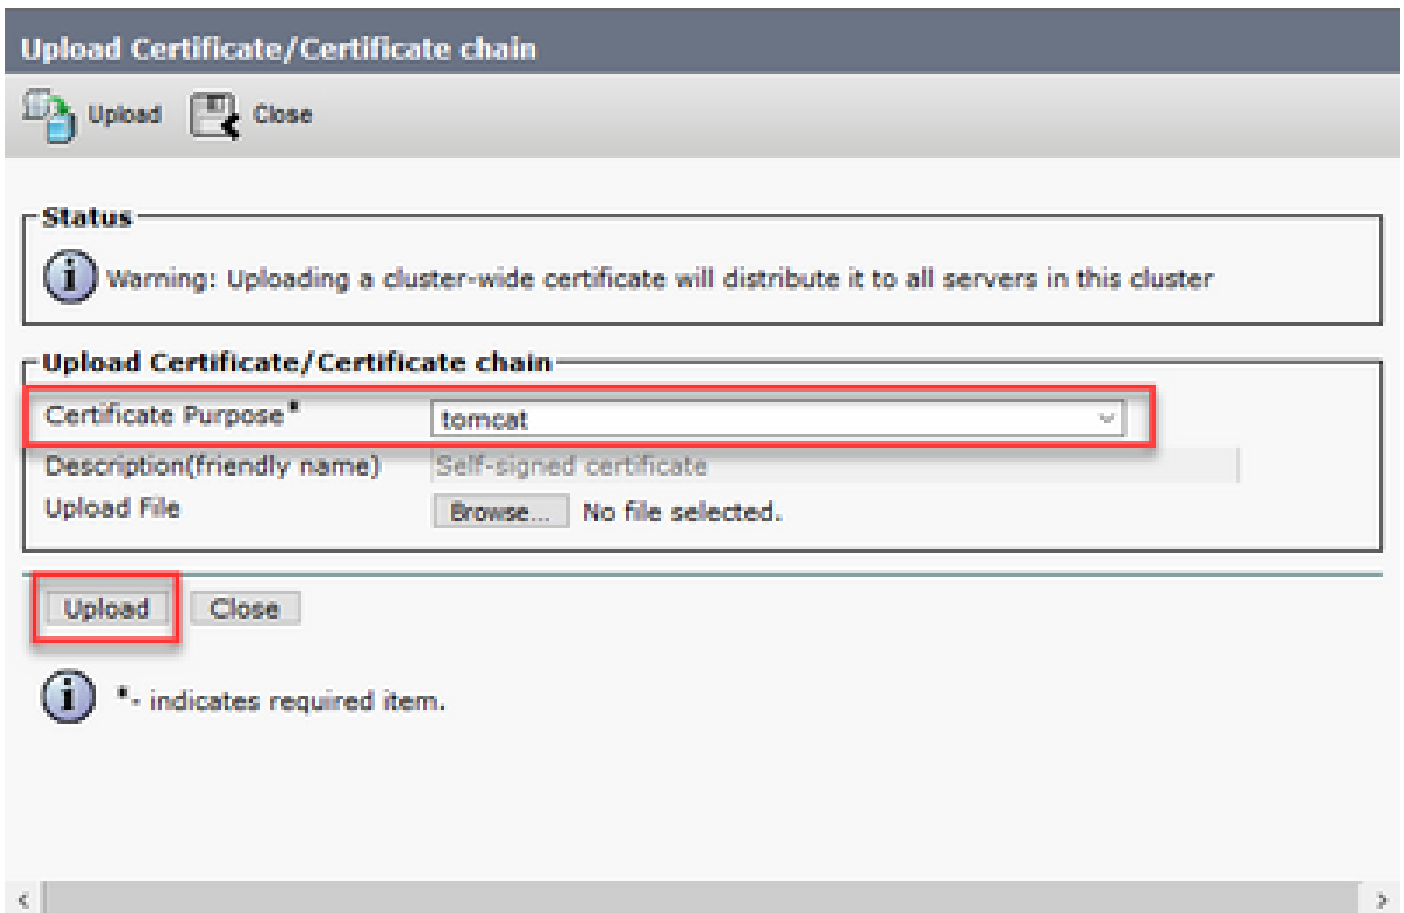 Upload Certificate/Certificate chain
Upload Close
Status
Warning: Uploading a cluster-wide certificate will distribute it to all servers in this cluster
Upload Certificate/Certificate chain
Certificate Purpose* tomcat
Description(friendly name) Self-signed certificate
Upload File Browse... No file selected.
Upload Close
*- indicates required item.